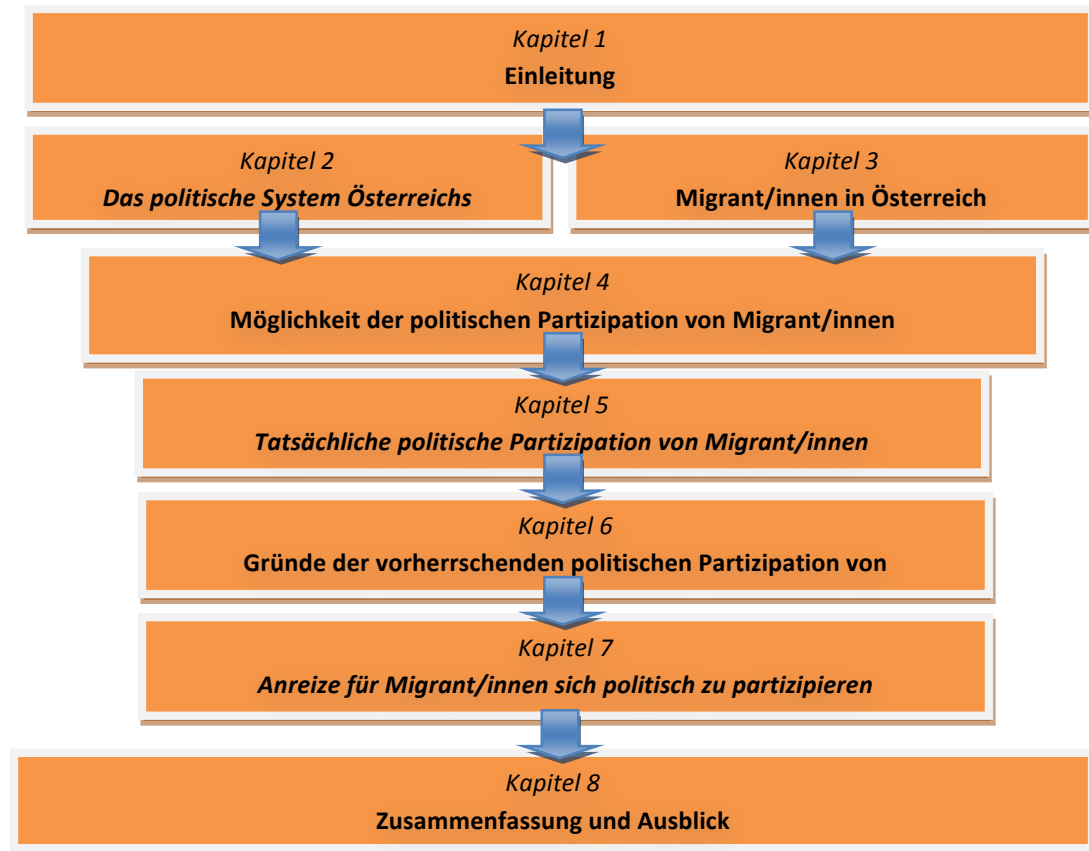 Kapitel 1
Einleitung
Kapitel 2
Das politische System Österreichs
Kapitel 3
Migrant/innen in Österreich
Kapitel 4
Möglichkeit der politischen Partizipation von Migrant/innen
Kapitel 5
Tatsächliche politische Partizipation von Migrant/innen
Kapitel 6
Gründe der vorherrschenden politischen Partizipation von
Kapitel 7
Anreize für Migrant/innen sich politisch zu partizipieren
Kapitel 8
Zusammenfassung und Ausblick